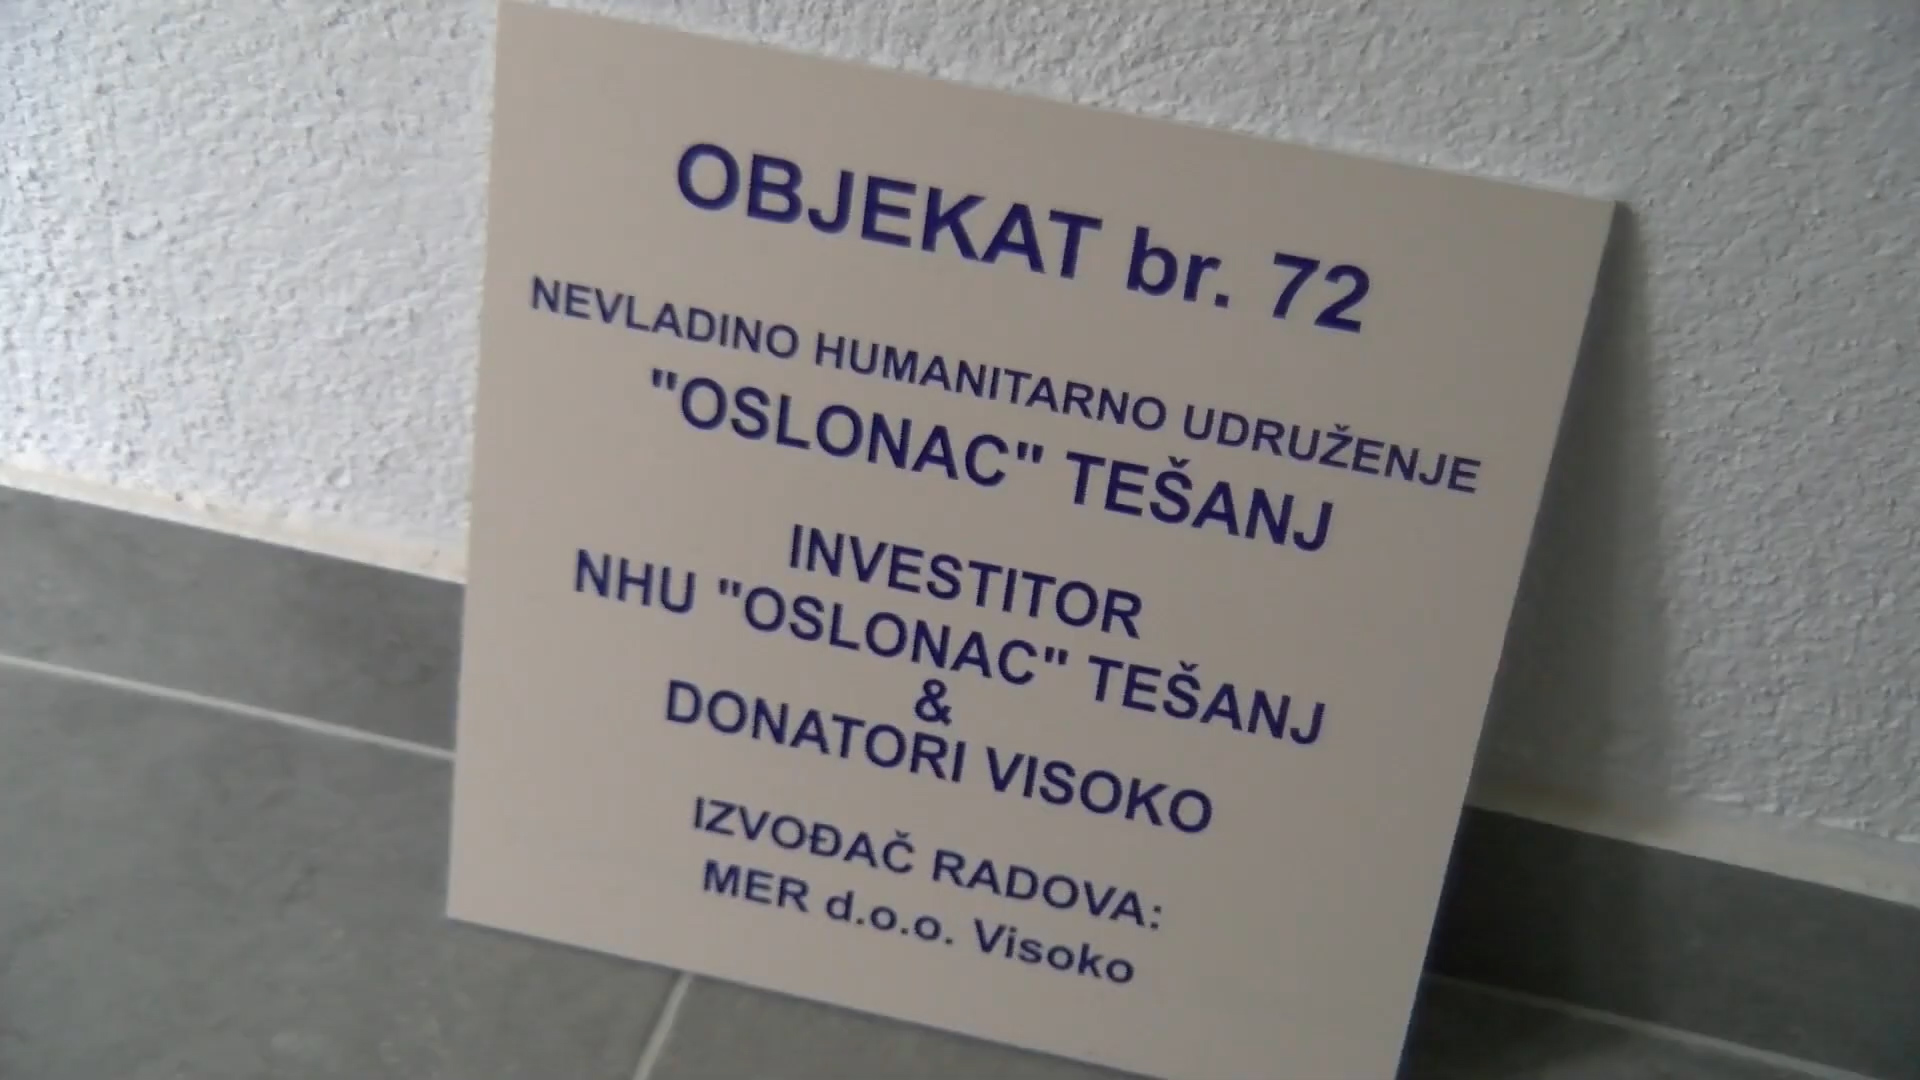 OBJEKAT br. 72
NEVLADINO HUMANITARNO UDRUŽENJE
"OSLONAC" TEŠANJ
INVESTITOR
NHU "OSLONAC" TEŠANJ
&
DONATORI VISOKO
IZVOĐAČ RADOVA:
MER d.o.o. Visoko